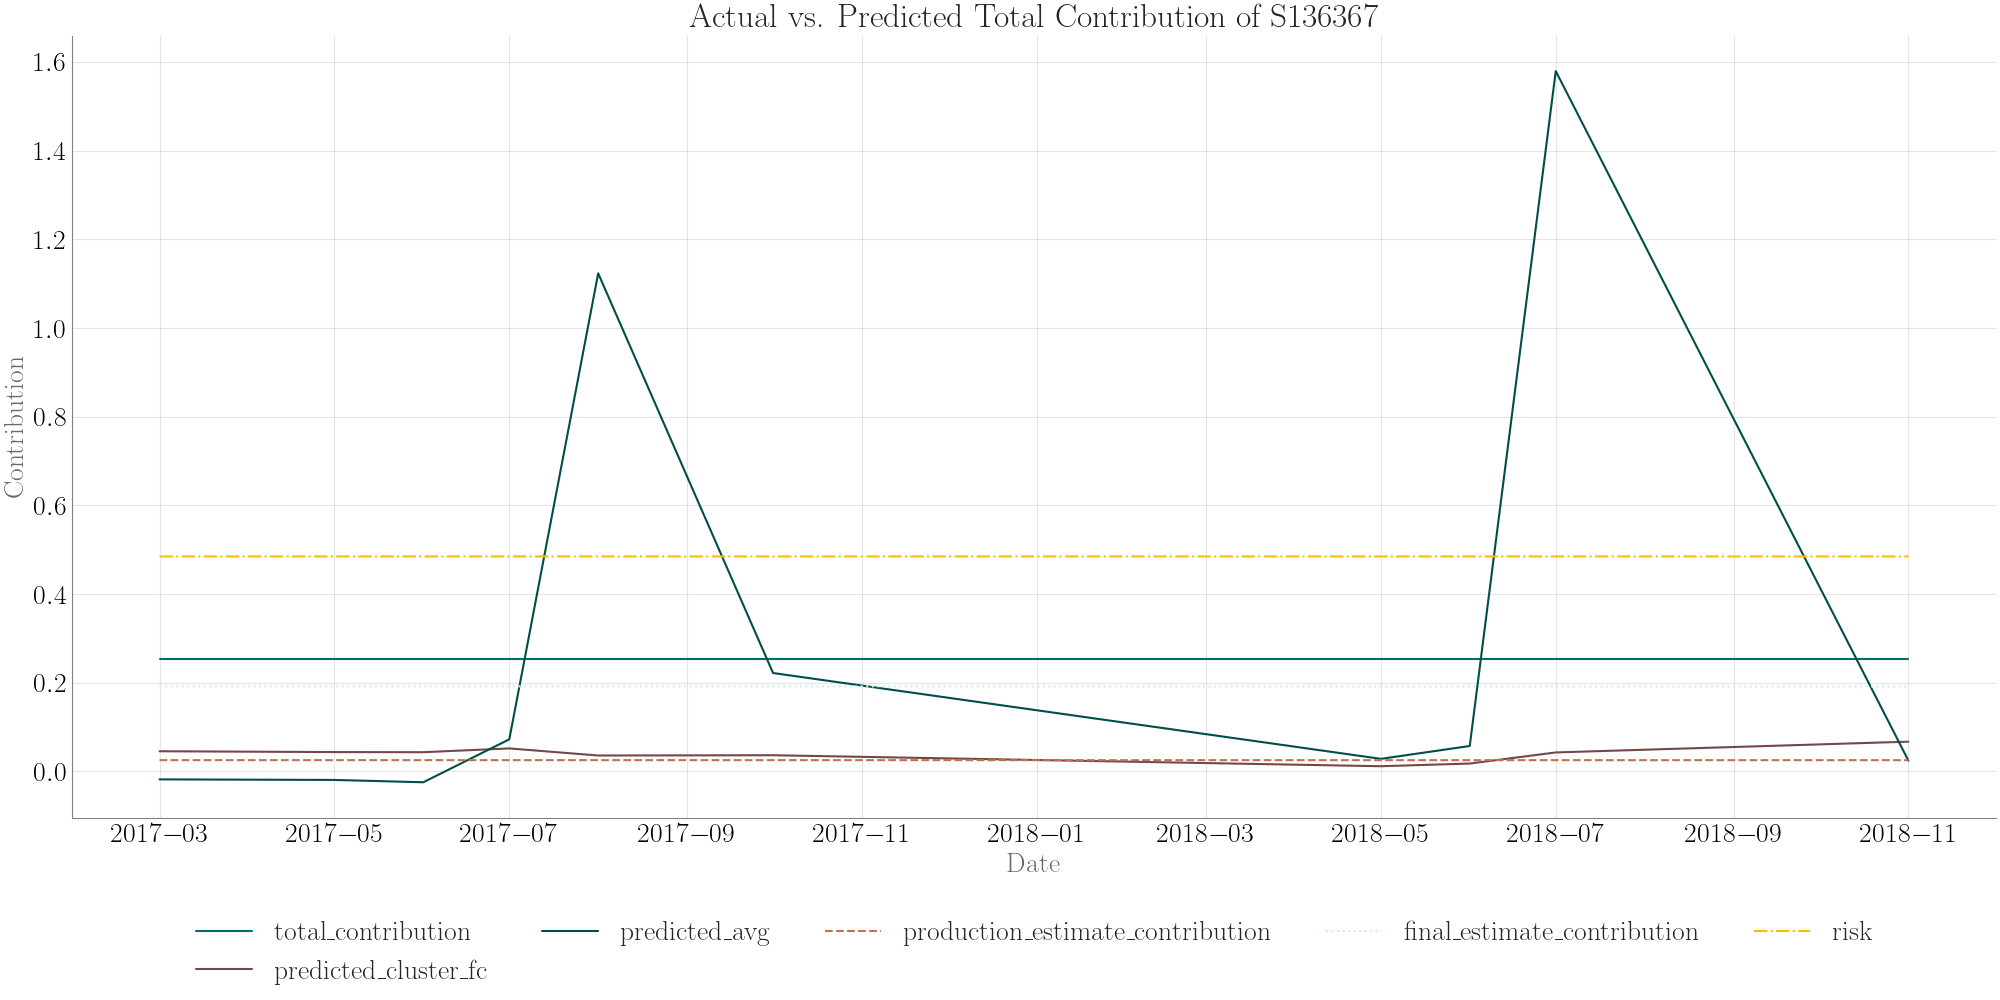 Actual vs. Predicted Total Contribution of S136367
1.6
1.4
1.2
1.0
0.8
0.6
0.4
0.2
0.0
Contribution
2017–03 2017–05 2017–07 2017–09 2017–11 2018–01 2018–03 2018–05 2018–07 2018–09 2018–11
Date
total_contribution predicted_avg production_estimate_contribution final_estimate_contribution risk
predicted_cluster_fc